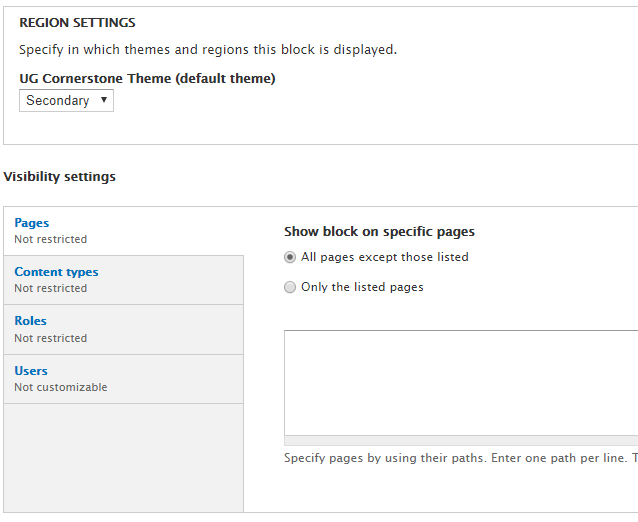 REGION SETTINGS
Specify in which themes and regions this block is displayed.
UG Cornerstone Theme (default theme)
Secondary
Visibility settings
Pages
Not restricted
Content types
Not restricted
Roles
Not restricted
Users
Not customizable
Show block on specific pages
All pages except those listed
Only the listed pages
Specify pages by using their paths. Enter one path per line. T